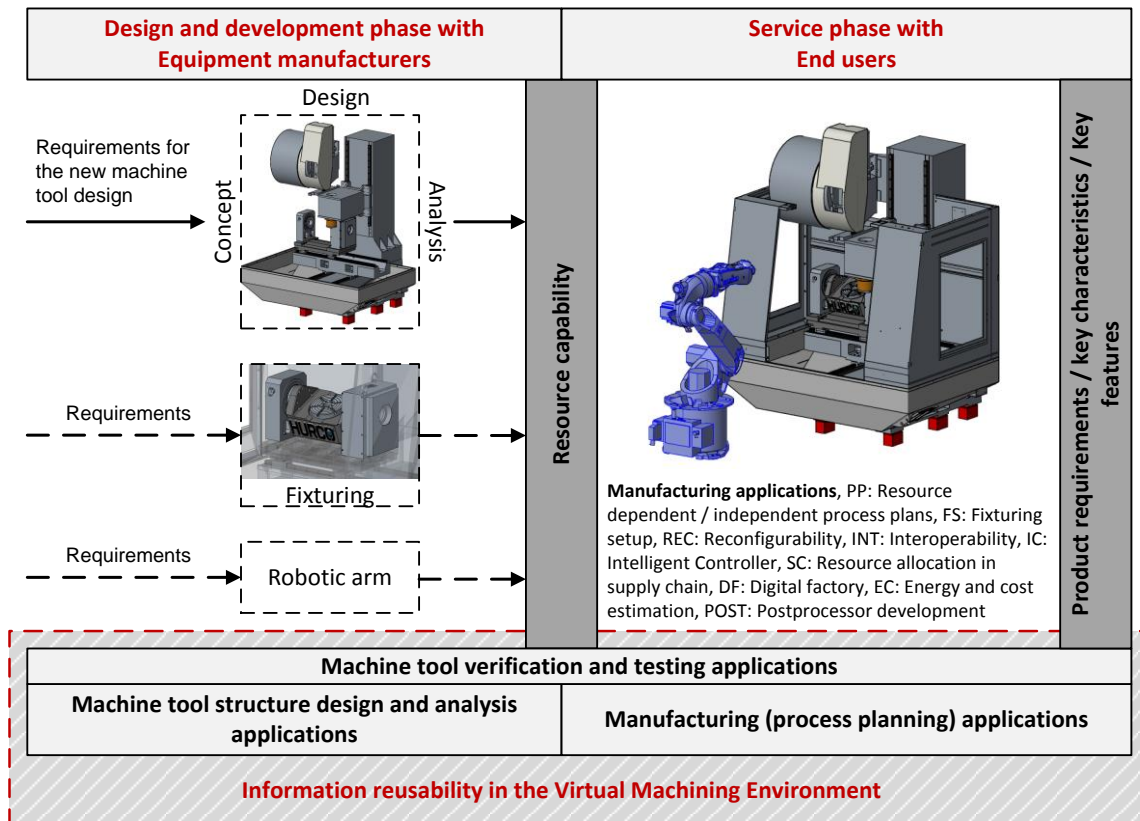 Design and development phase with
Equipment manufacturers
Service phase with
End users
Design
Requirements for
the new machine
tool design
Concept
Analysis
Requirements
HURCO
Fixturing
Requirements
Robotic arm
Resource capability
HURCO
Manufacturing applications, PP: Resource
dependent / independent process plans, FS: Fixturing
setup, REC: Reconfigurability, INT: Interoperability, IC:
Intelligent Controller, SC: Resource allocation in
supply chain, DF: Digital factory, EC: Energy and cost
estimation, POST: Postprocessor development
Product requirements / key characteristics / Key
features
Machine tool verification and testing applications
Machine tool structure design and analysis
applications
Manufacturing (process planning) applications
Information reusability in the Virtual Machining Environment